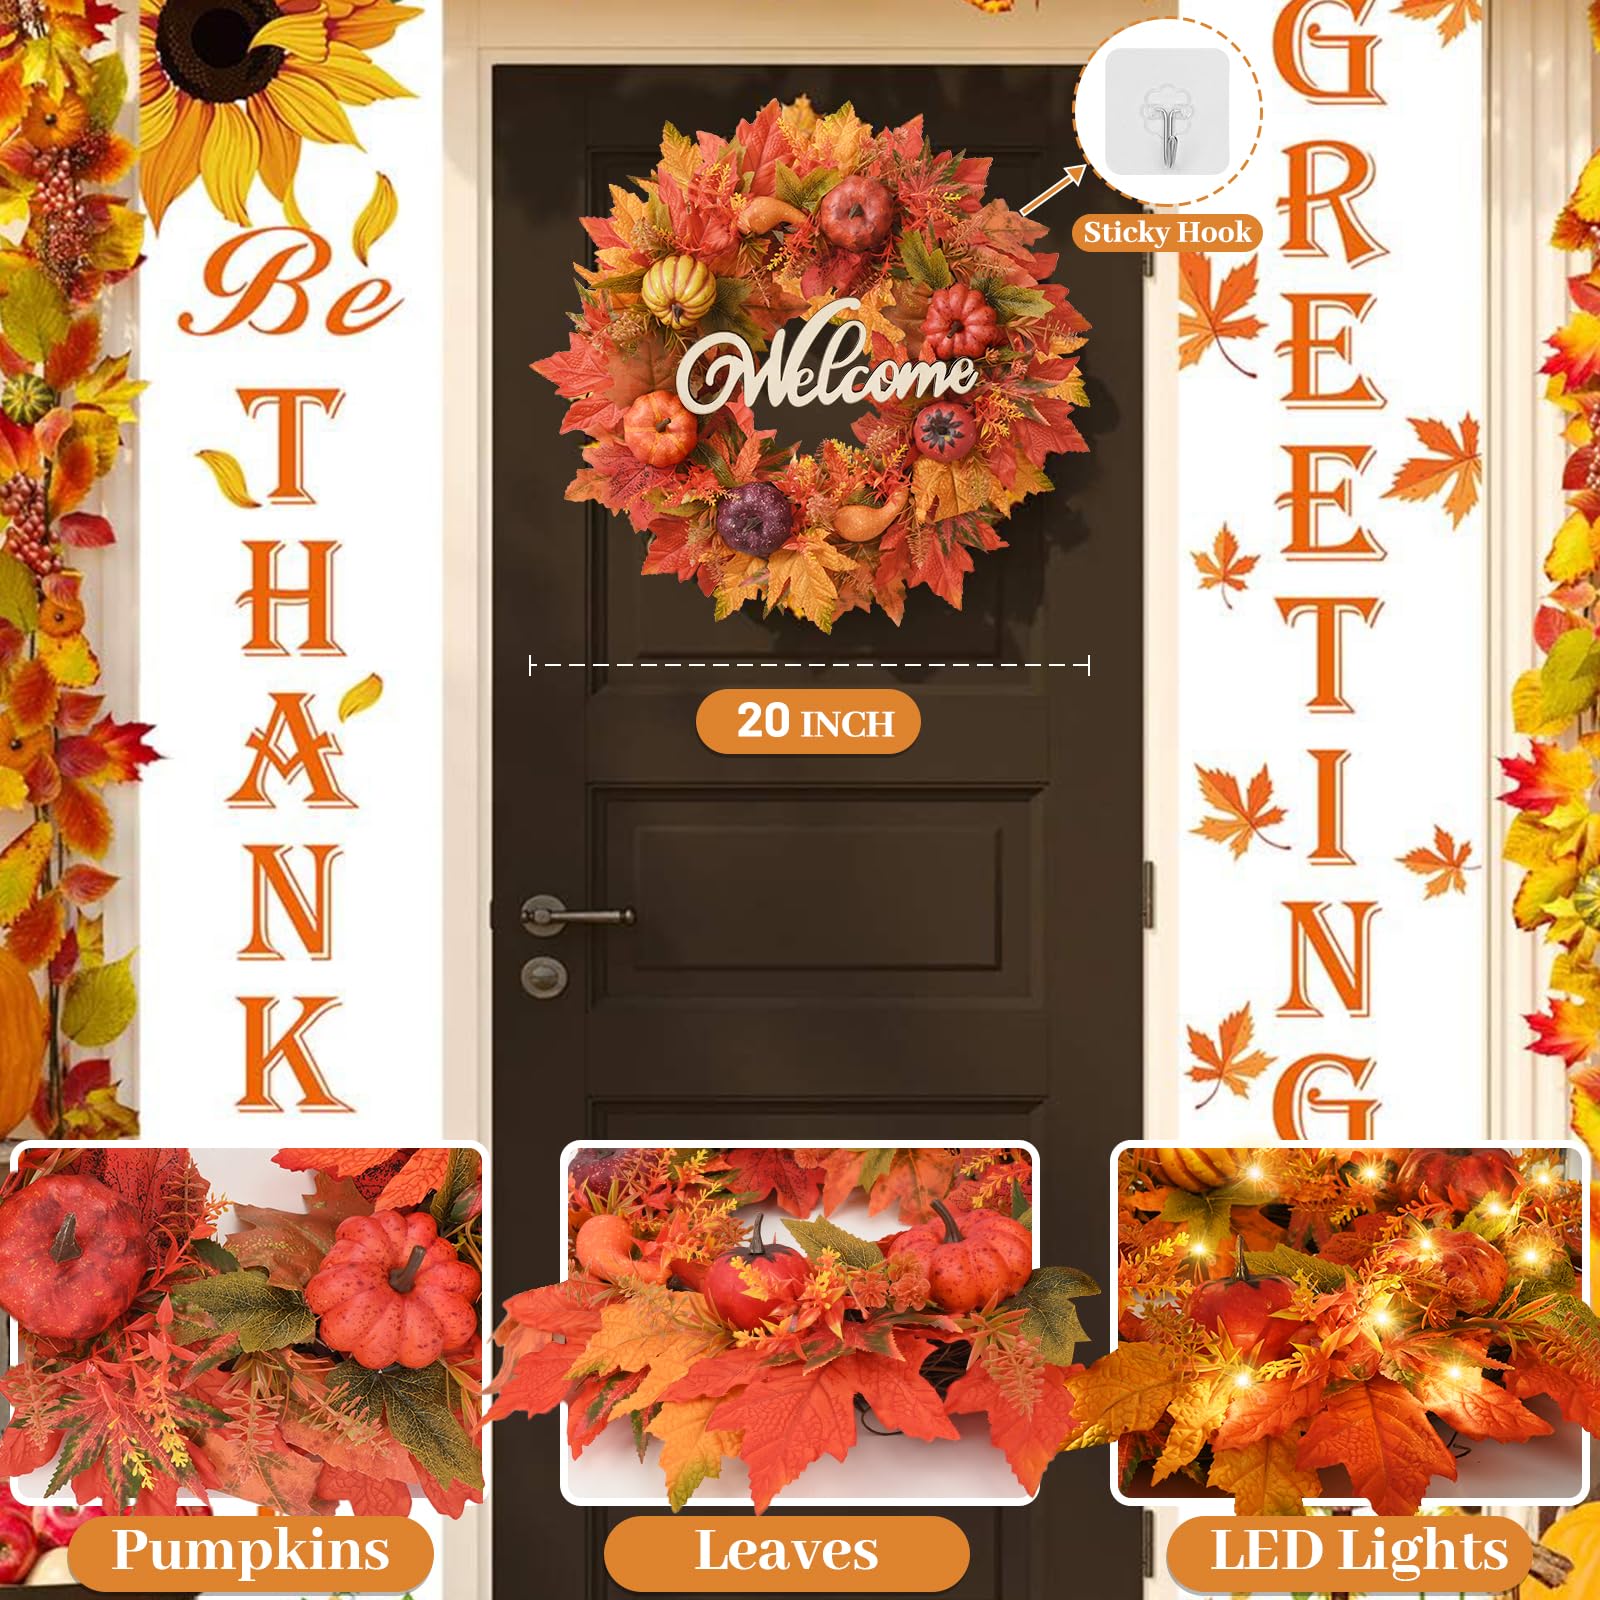 Be
THANK
GREETING
Sticky Hook
Welcome
20 INCH
Pumpkins
Leaves
LED Lights